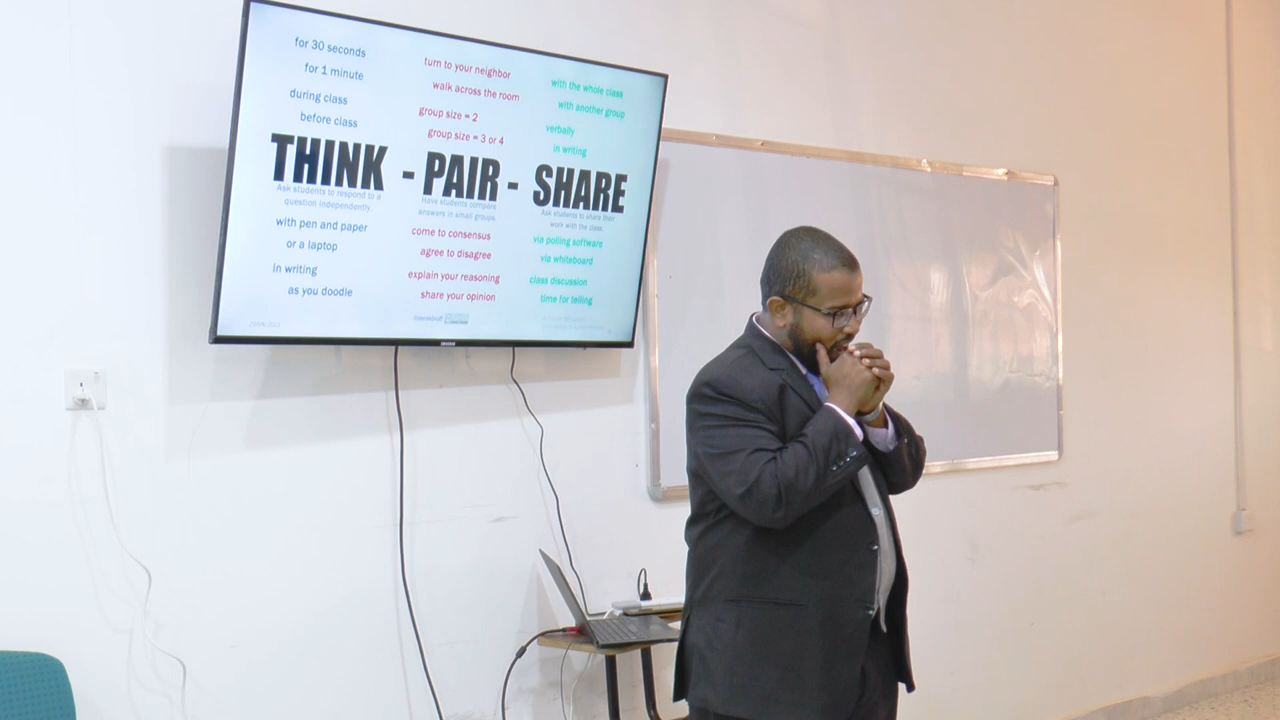 for 30 seconds
for 1 minute
during class
before class
THINK
Ask students to respond to a
question independently.
with pen and paper
or a laptop
in writing
as you doodle
- PAIR -
turn to your neighbor
walk across the room
group size = 2
group size = 3 or 4
Have students compare
answers in small groups.
come to consensus
agree to disagree
explain your reasoning
share your opinion
SHARE
with the whole class
with another group
verbally
in writing
Ask students to share their
work with the class.
via polling software
via whiteboard
class discussion
time for telling